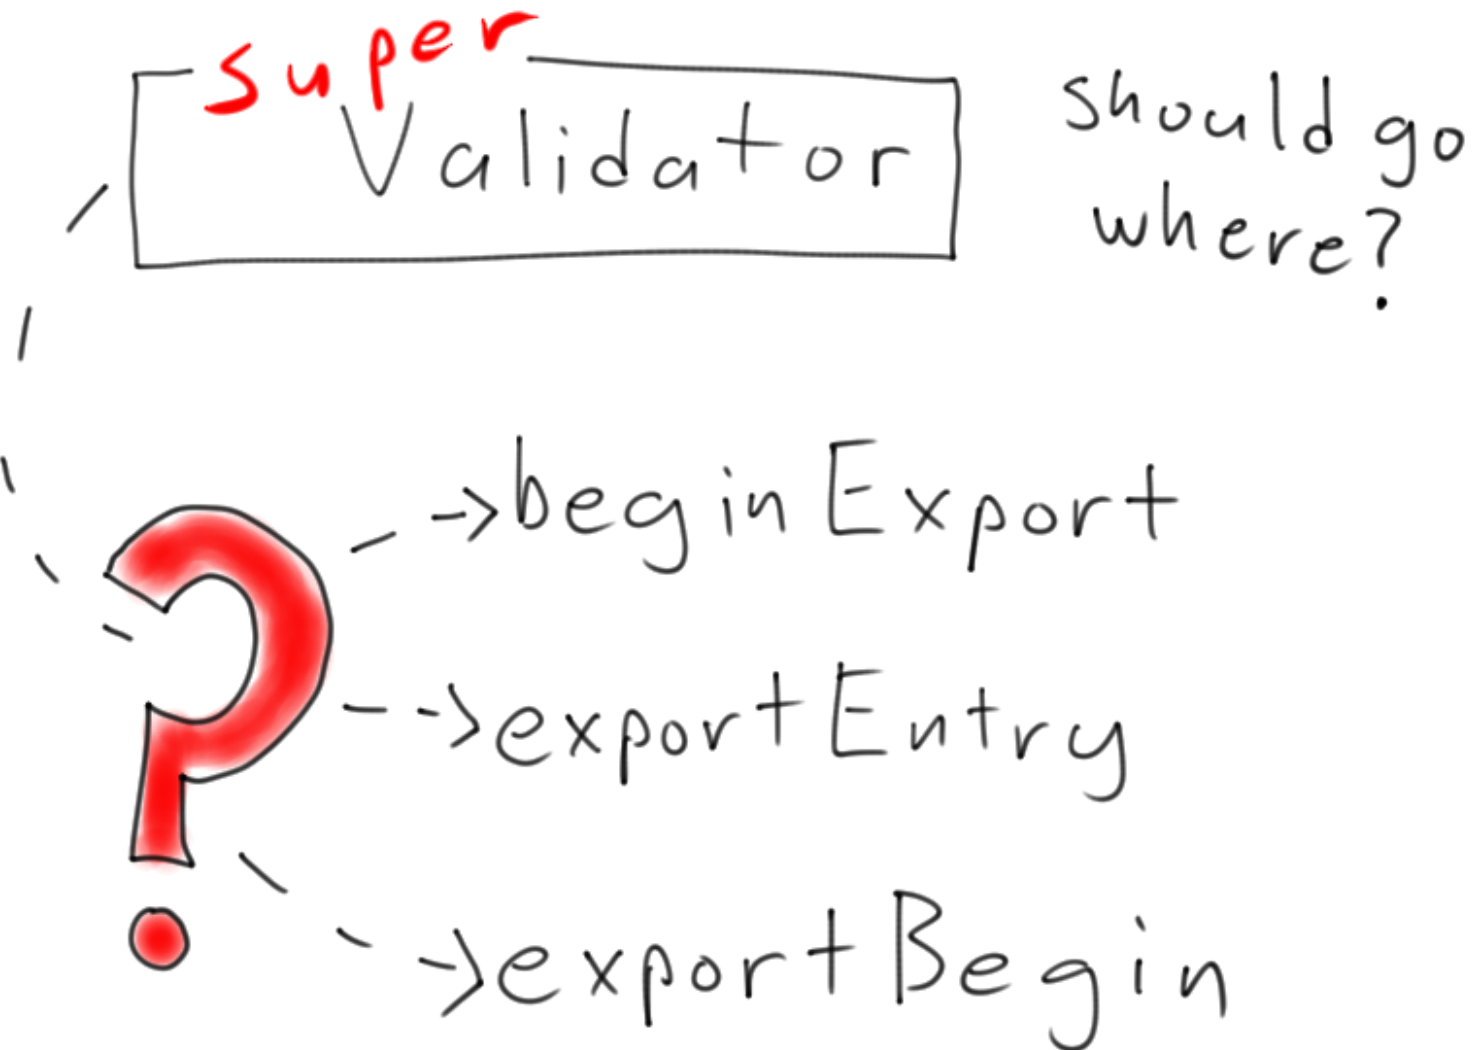 super
Validator
should go
where?
->beginExport
-->exportEntry
->exportBegin
?